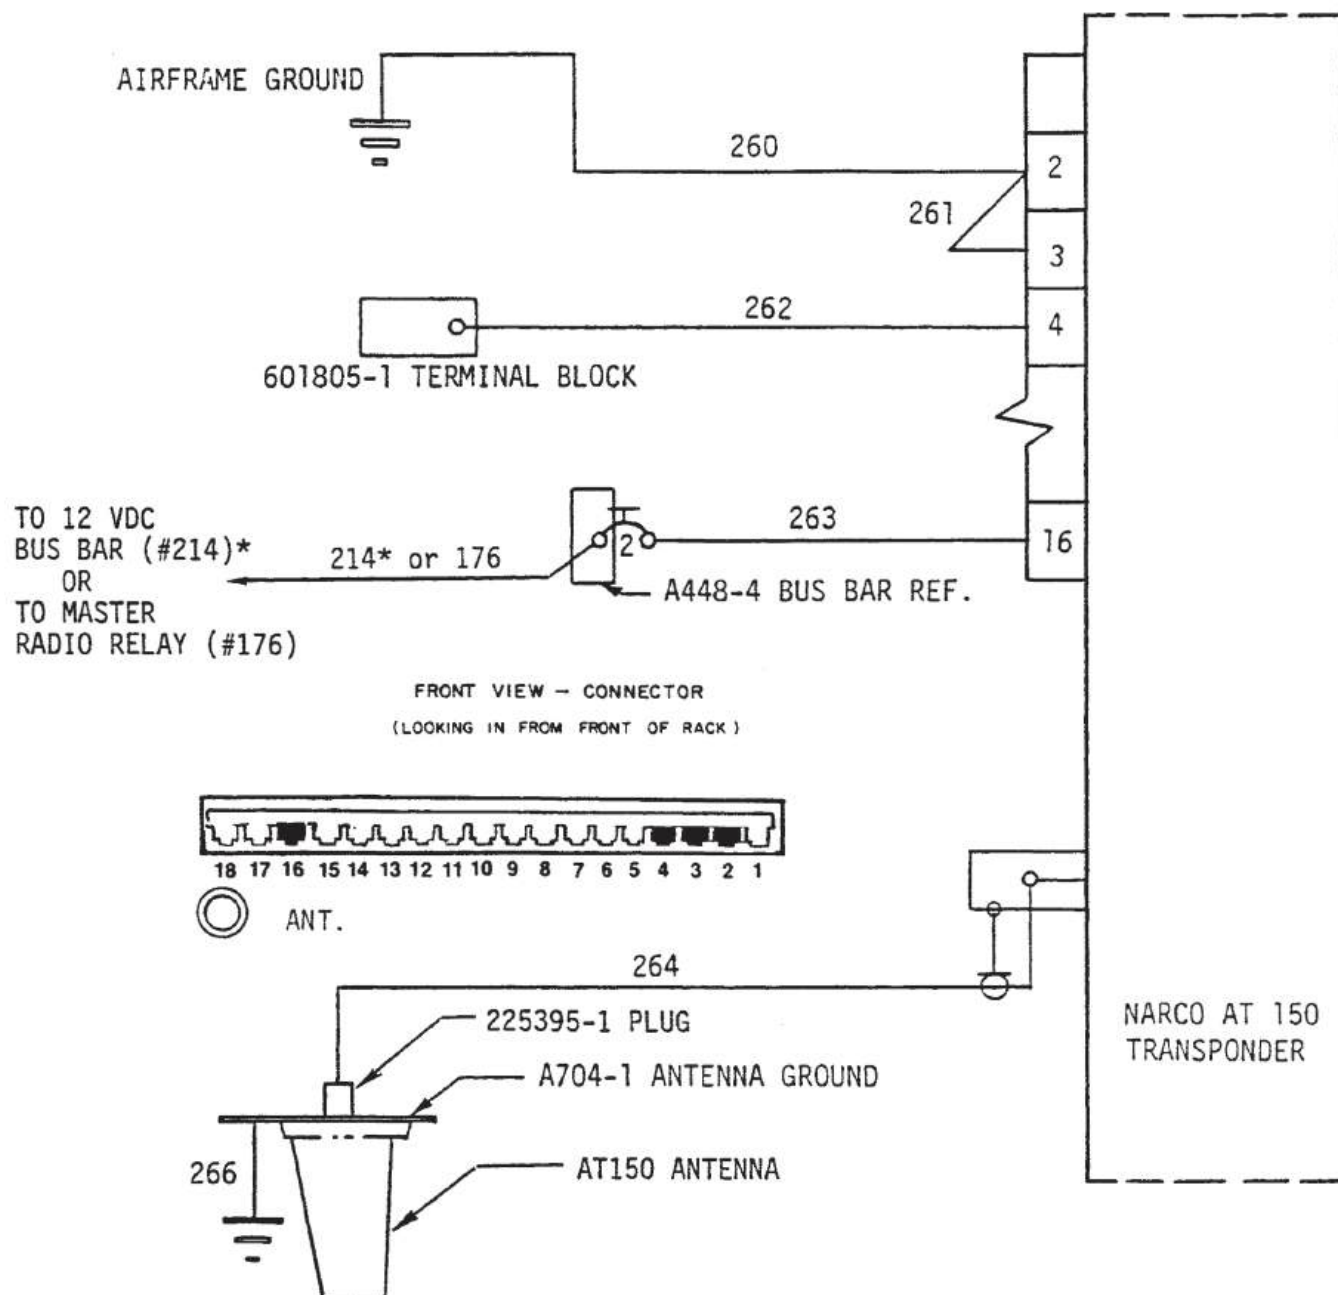 AIRFRAME GROUND
260
2
261
3
262
4
601805-1 TERMINAL BLOCK
TO 12 VDC
BUS BAR (#214)*
OR
TO MASTER
RADIO RELAY (#176)
214* or 176
2
263
16
A448-4 BUS BAR REF.
FRONT VIEW – CONNECTOR
(LOOKING IN FROM FRONT OF RACK)
18 17 16 15 14 13 12 11 10 9 8 7 6 5 4 3 2 1
ANT.
264
225395-1 PLUG
NARCO AT 150
TRANSPONDER
A704-1 ANTENNA GROUND
266
AT150 ANTENNA